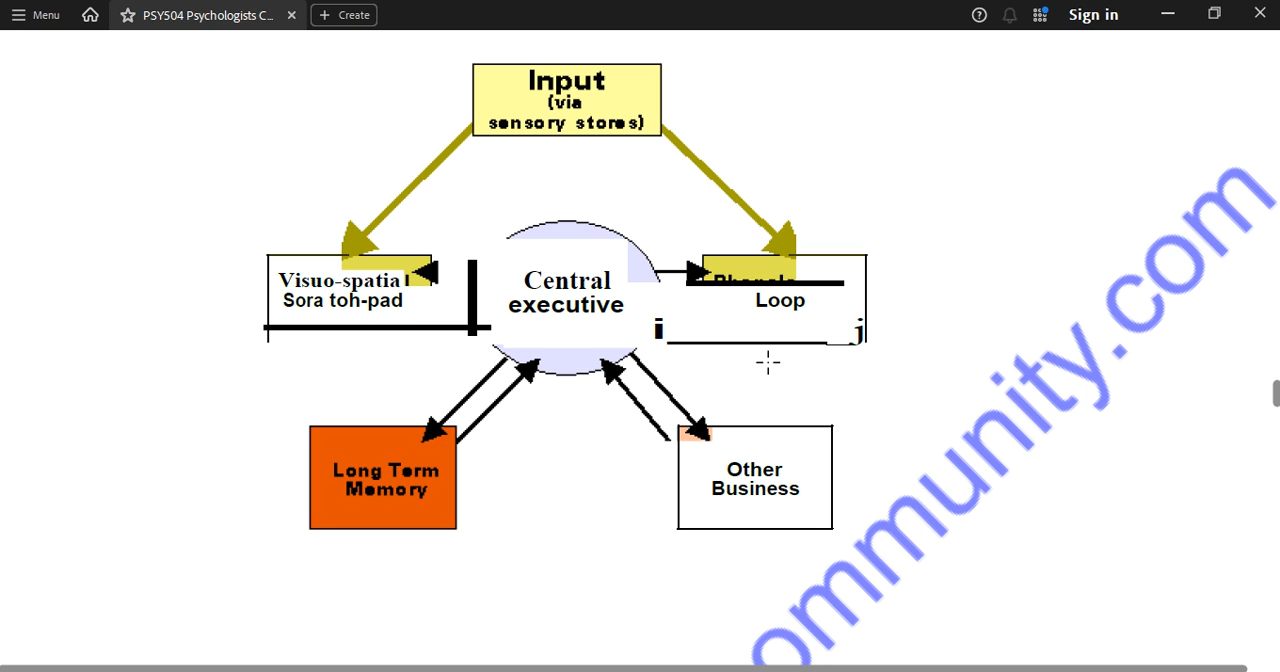 Menu
PSY504 Psychologists C...
Create
Sign in
Input
(via
sensory stores)
Visuo-spatial
Sora toh-pad
Central
executive
Loop
i
j
Long Term
Memory
Other
Business
ommunity.com